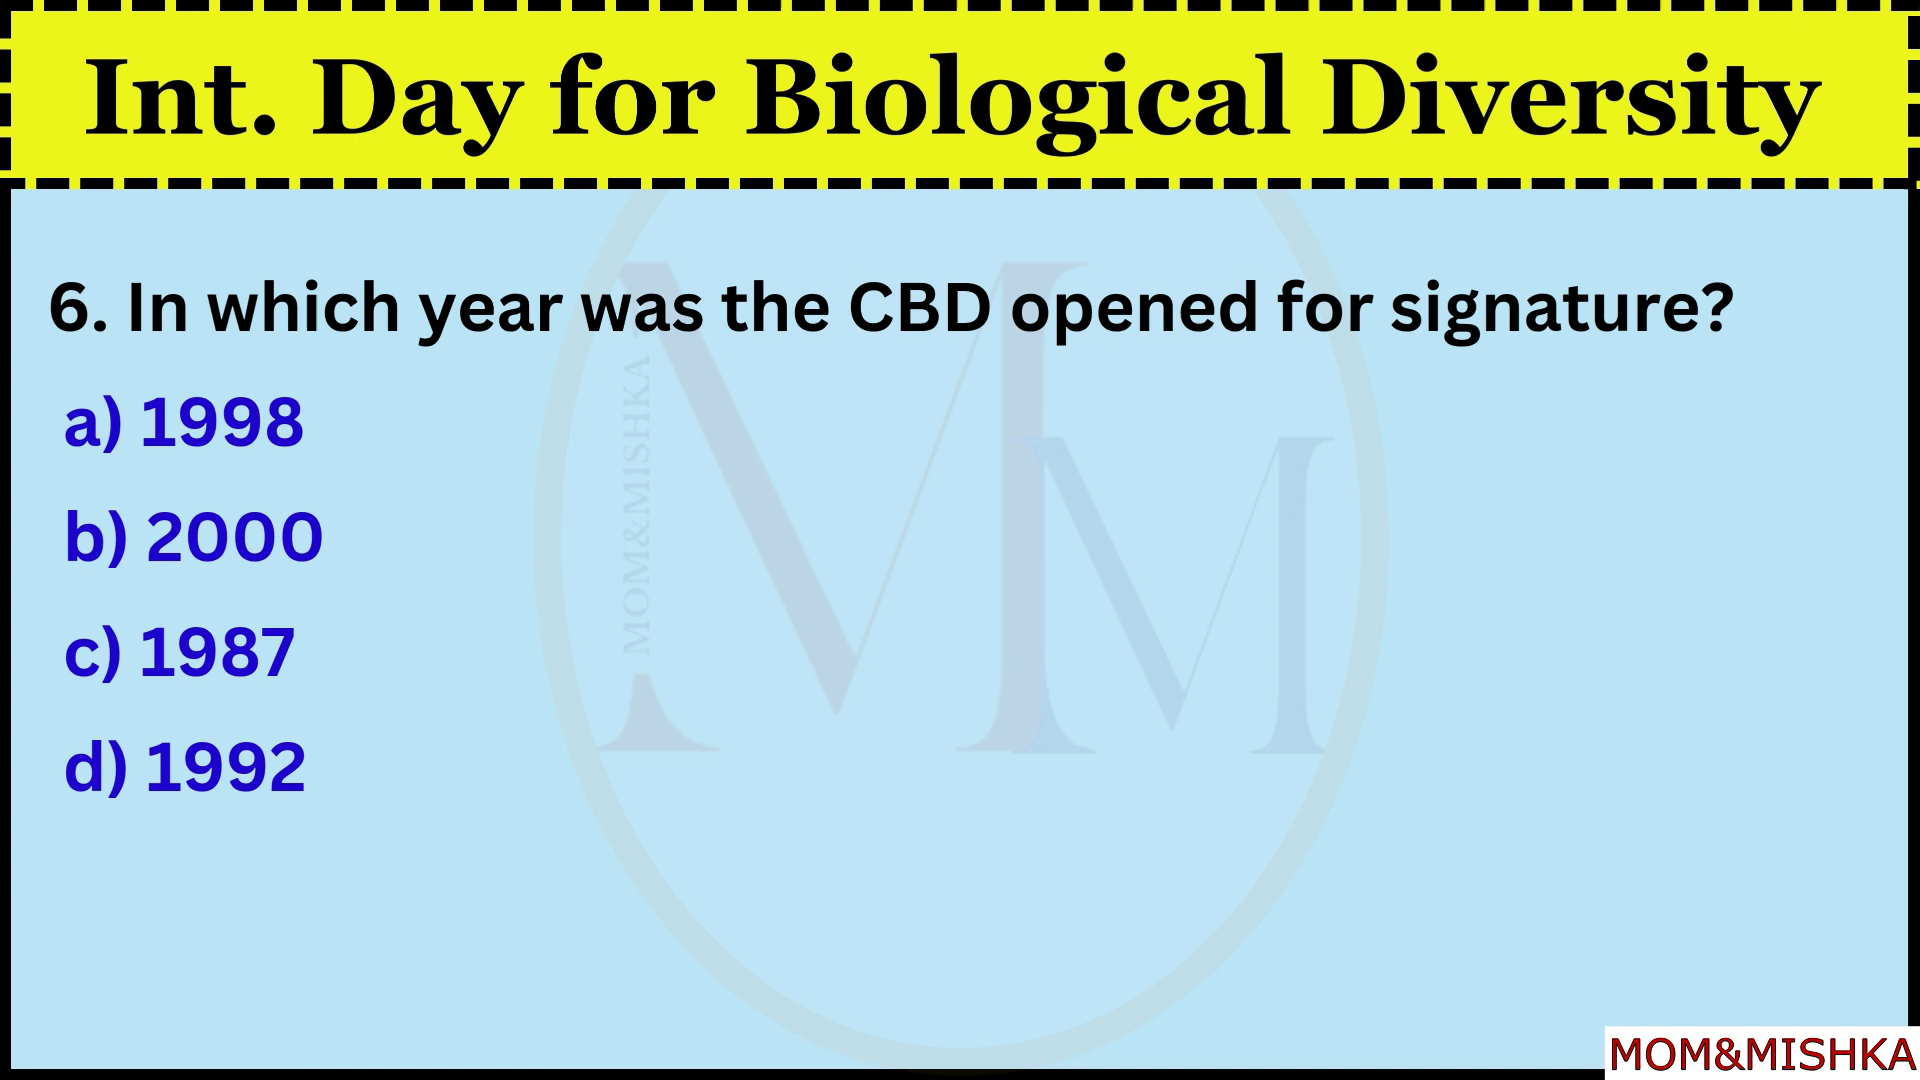 Int. Day for Biological Diversity
6. In which year was the CBD opened for signature?
a) 1998
b) 2000
c) 1987
d) 1992
MOM&MISHKA
MM
MOM&MISHKA